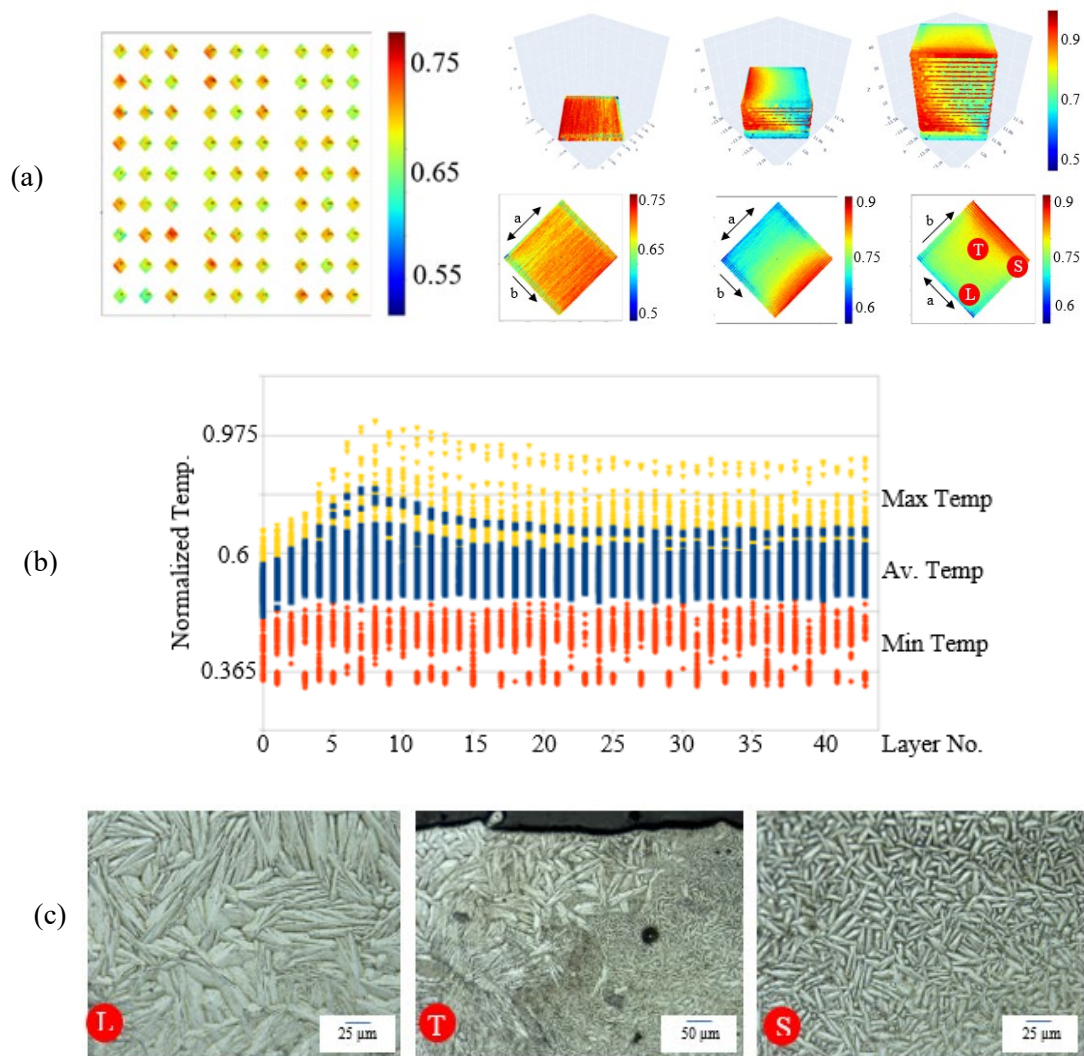 (a)
0.75
0.65
0.55
0.9
0.7
0.5
a
b
0.75
0.65
0.5
a
b
0.9
0.75
0.6
b
a
T
S
L
0.9
0.75
0.6
(b)
Normalized Temp.
0.975
0.6
0.365
Max Temp
Av. Temp
Min Temp
0 5 10 15 20 25 30 35 40 Layer No.
(c)
L
25 µm
T
50 µm
S
25 µm